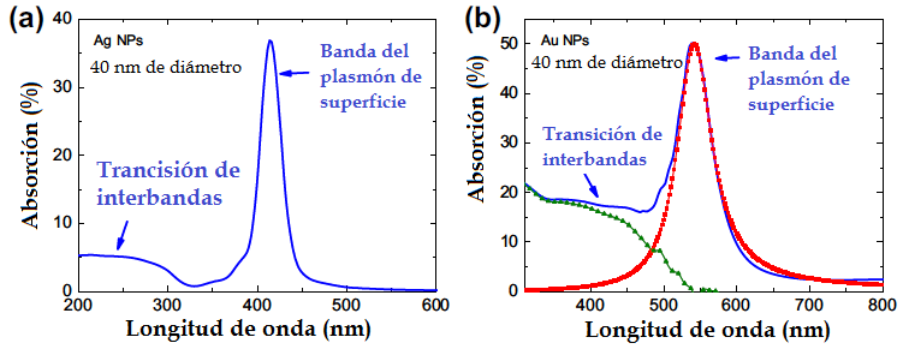 (a)
Ag NPs
40 nm de diámetro
Banda del
plasmón de
superficie
Trancisión de
interbandas
Absorción (%)
40
30
20
10
0
200
300
400
500
600
Longitud de onda (nm)
(b)
Au NPs
40 nm de diámetro
Banda del
plasmón de
superficie
Transición de
interbandas
Absorción (%)
50
40
30
20
10
0
400
500
600
700
800
Longitud de onda (nm)